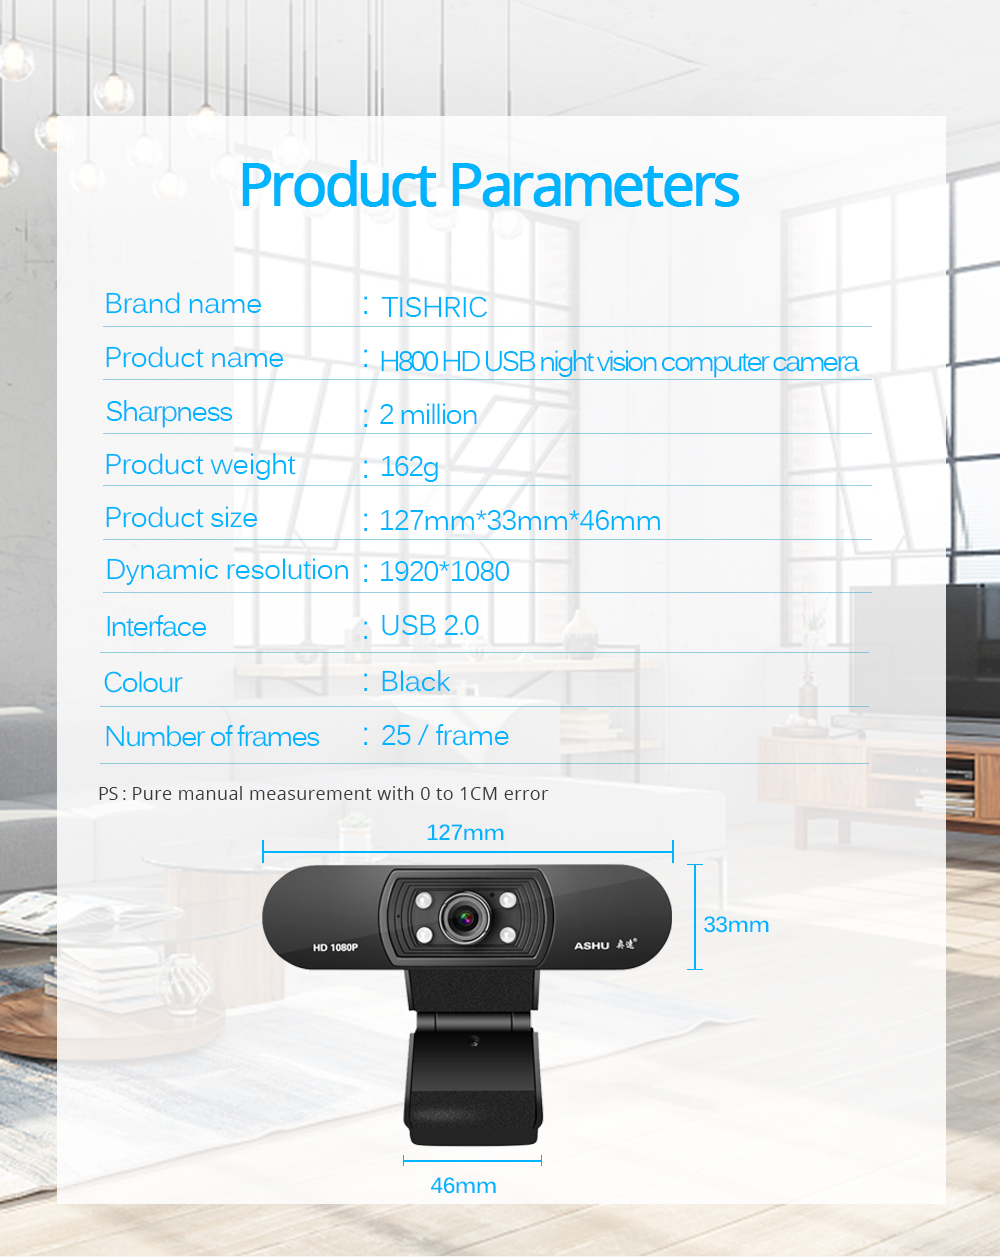 Product Parameters
Brand name : TISHRIC
Product name : H800 HD USB night vision computer camera
Sharpness : 2 million
Product weight : 162g
Product size : 127mm*33mm*46mm
Dynamic resolution : 1920*1080
Interface : USB 2.0
Colour : Black
Number of frames : 25 / frame
PS : Pure manual measurement with 0 to 1CM error
127mm
33mm
HD 1080P
ASHU
46mm